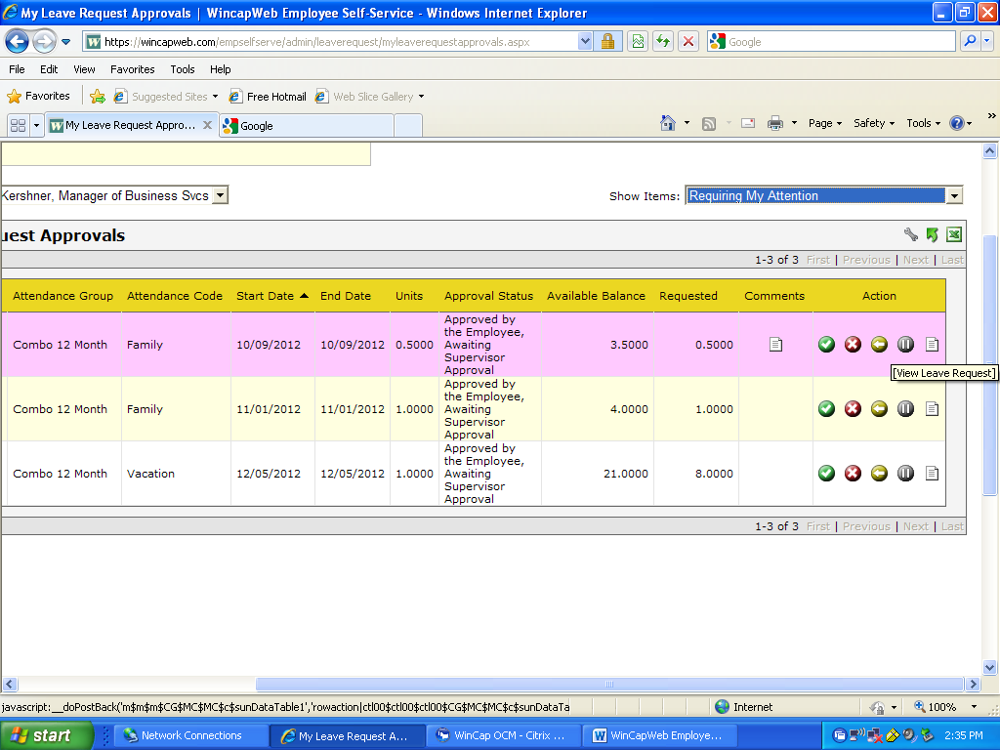 My Leave Request Approvals | WincapWeb Employee Self-Service - Windows Internet Explorer
https://wincapweb.com/empselfserve/admin/leaverequest/myleaverequestapprovals.aspx
Google
File Edit View Favorites Tools Help
Favorites Suggested Sites Free Hotmail Web Slice Gallery
My Leave Request Appro... Google Page Safety Tools »
Kershner, Manager of Business Svcs Show Items: Requiring My Attention
uest Approvals
1-3 of 3 First | Previous | Next | Last
Attendance Group Attendance Code Start Date End Date Units Approval Status Available Balance Requested Comments Action
Combo 12 Month Family 10/09/2012 10/09/2012 0.5000 Approved by
the Employee,
Awaiting
Supervisor
Approval 3.5000 0.5000
[View Leave Request]
Combo 12 Month Family 11/01/2012 11/01/2012 1.0000 Approved by
the Employee,
Awaiting
Supervisor
Approval 4.0000 1.0000
Combo 12 Month Vacation 12/05/2012 12/05/2012 1.0000 Approved by
the Employee,
Awaiting
Supervisor
Approval 21.0000 8.0000
1-3 of 3 First | Previous | Next | Last
javascript:__doPostBack('m$m$m$CG$MC$MC$c$sunDataTable1','rowaction|ctl00$ctl00$ctl00$CG$MC$MC$c$sunDataTa Internet 100%
start Network Connections My Leave Request A... WinCap OCM - Citrix ... WinCapWeb Employe... 2:35 PM